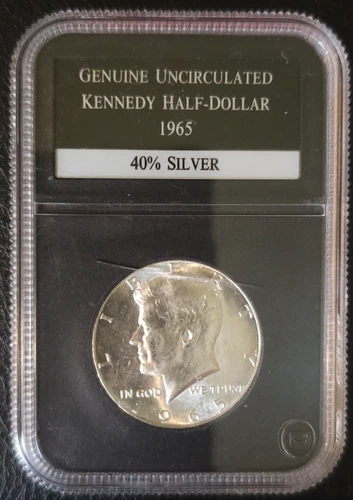 GENUINE UNCIRCULATED
KENNEDY HALF-DOLLAR
1965
40% SILVER
LIBERTY
IN GOD WE TRUST
1965